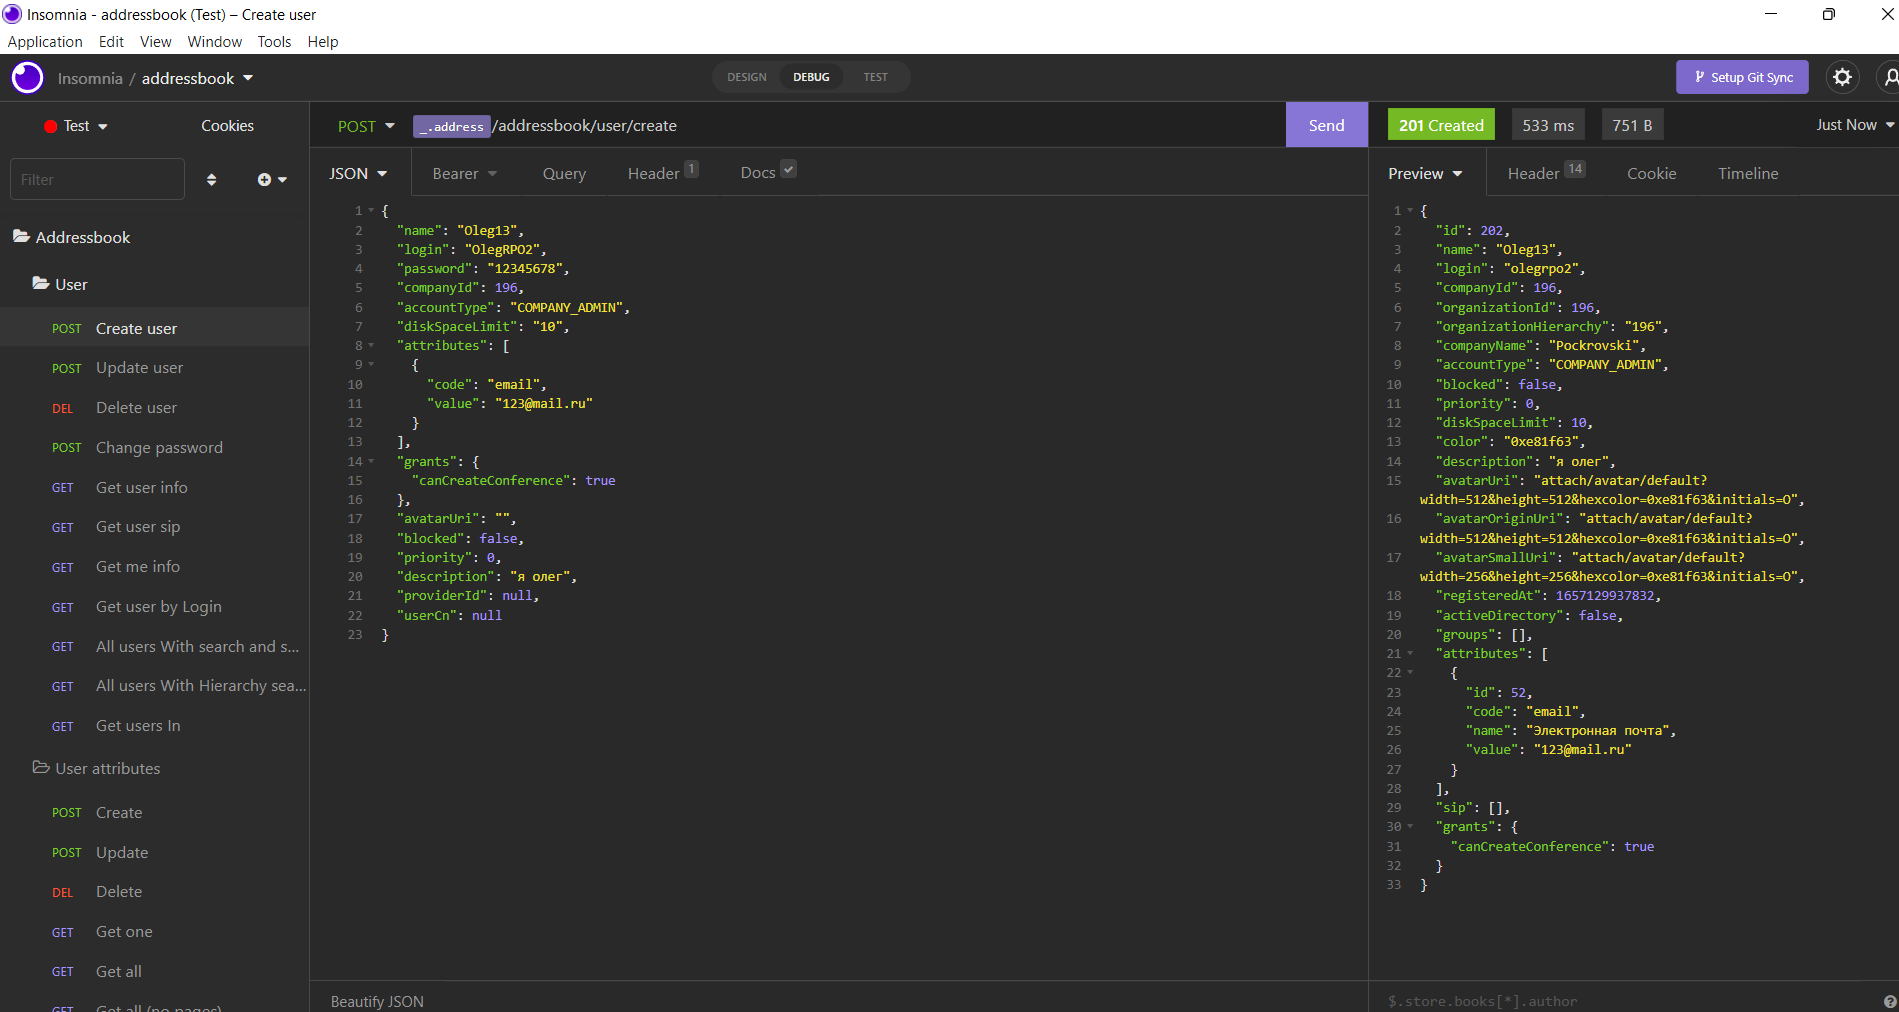 Insomnia - addressbook (Test) – Create user
Application Edit View Window Tools Help
Insomnia / addressbook
DESIGN DEBUG TEST
Setup Git Sync
Test Cookies
Filter
Addressbook
User
POST Create user
POST Update user
DEL Delete user
POST Change password
GET Get user info
GET Get user sip
GET Get me info
GET Get user by Login
GET All users With search and s...
GET All users With Hierarchy sea...
GET Get users In
User attributes
POST Create
POST Update
DEL Delete
GET Get one
GET Get all
GET Get all (no pages)
POST _.address /addressbook/user/create Send
JSON Bearer Query Header 1 Docs
1 {
2 "name": "Oleg13",
3 "login": "OlegRPO2",
4 "password": "12345678",
5 "companyId": 196,
6 "accountType": "COMPANY_ADMIN",
7 "diskSpaceLimit": "10",
8 "attributes": [
9 {
10 "code": "email",
11 "value": "123@mail.ru"
12 }
13 ],
14 "grants": {
15 "canCreateConference": true
16 },
17 "avatarUri": "",
18 "blocked": false,
19 "priority": 0,
20 "description": "я олег",
21 "providerId": null,
22 "userCn": null
23 }
Beautify JSON
201 Created 533 ms 751 B Just Now
Preview Header 14 Cookie Timeline
1 {
2 "id": 202,
3 "name": "Oleg13",
4 "login": "olegrpo2",
5 "companyId": 196,
6 "organizationId": 196,
7 "organizationHierarchy": "196",
8 "companyName": "Pockrovski",
9 "accountType": "COMPANY_ADMIN",
10 "blocked": false,
11 "priority": 0,
12 "diskSpaceLimit": 10,
13 "color": "0xe81f63",
14 "description": "я олег",
15 "avatarUri": "attach/avatar/default?
width=512&height=512&hexcolor=0xe81f63&initials=O",
16 "avatarOriginUri": "attach/avatar/default?
width=512&height=512&hexcolor=0xe81f63&initials=O",
17 "avatarSmallUri": "attach/avatar/default?
width=256&height=256&hexcolor=0xe81f63&initials=O",
18 "registeredAt": 1657129937832,
19 "activeDirectory": false,
20 "groups": [],
21 "attributes": [
22 {
23 "id": 52,
24 "code": "email",
25 "name": "Электронная почта",
26 "value": "123@mail.ru"
27 }
28 ],
29 "sip": [],
30 "grants": {
31 "canCreateConference": true
32 }
33 }
$.store.books[*].author